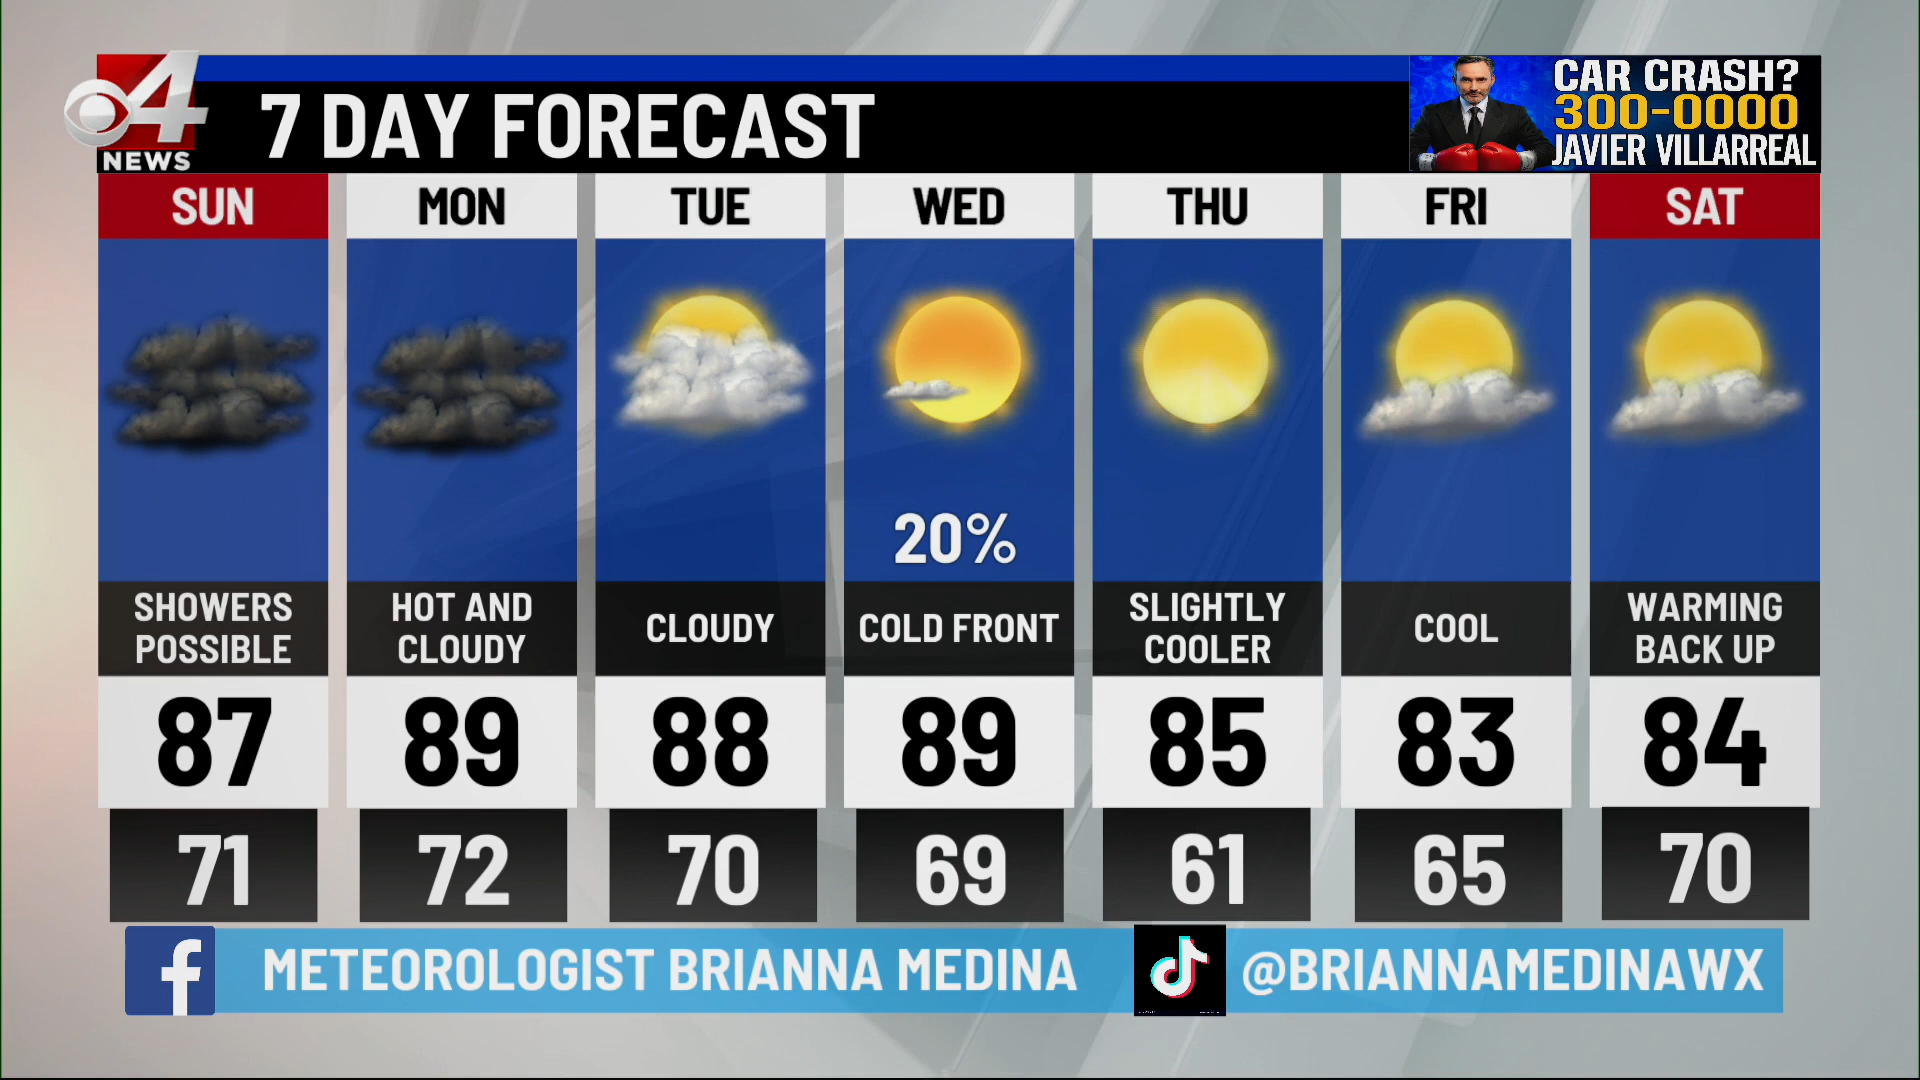 4
NEWS
7 DAY FORECAST
CAR CRASH?
300-0000
JAVIER VILLARREAL
SUN
MON
TUE
WED
THU
FRI
SAT
20%
SHOWERS
POSSIBLE
HOT AND
CLOUDY
CLOUDY
COLD FRONT
SLIGHTLY
COOLER
COOL
WARMING
BACK UP
87
89
88
89
85
83
84
71
72
70
69
61
65
70
METEOROLOGIST BRIANNA MEDINA
@BRIANNAMEDINAWX